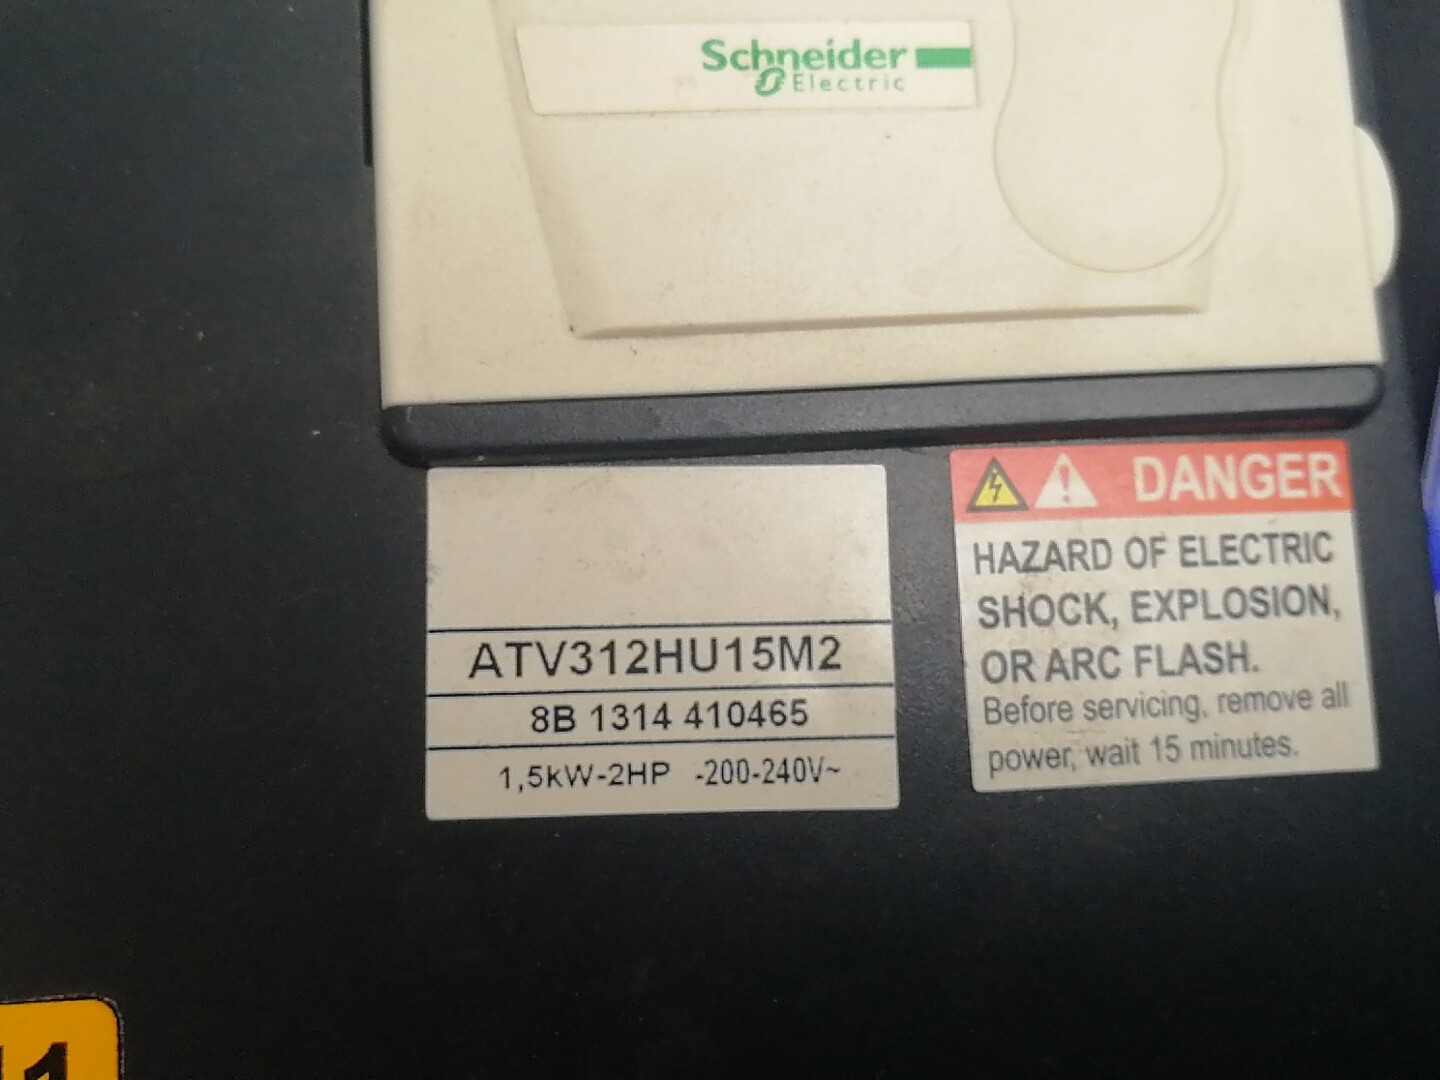 Schneider
Electric
ATV312HU15M2
8B 1314 410465
1,5kW-2HP -200-240V~
DANGER
HAZARD OF ELECTRIC
SHOCK, EXPLOSION,
OR ARC FLASH.
Before servicing, remove all
power, wait 15 minutes.